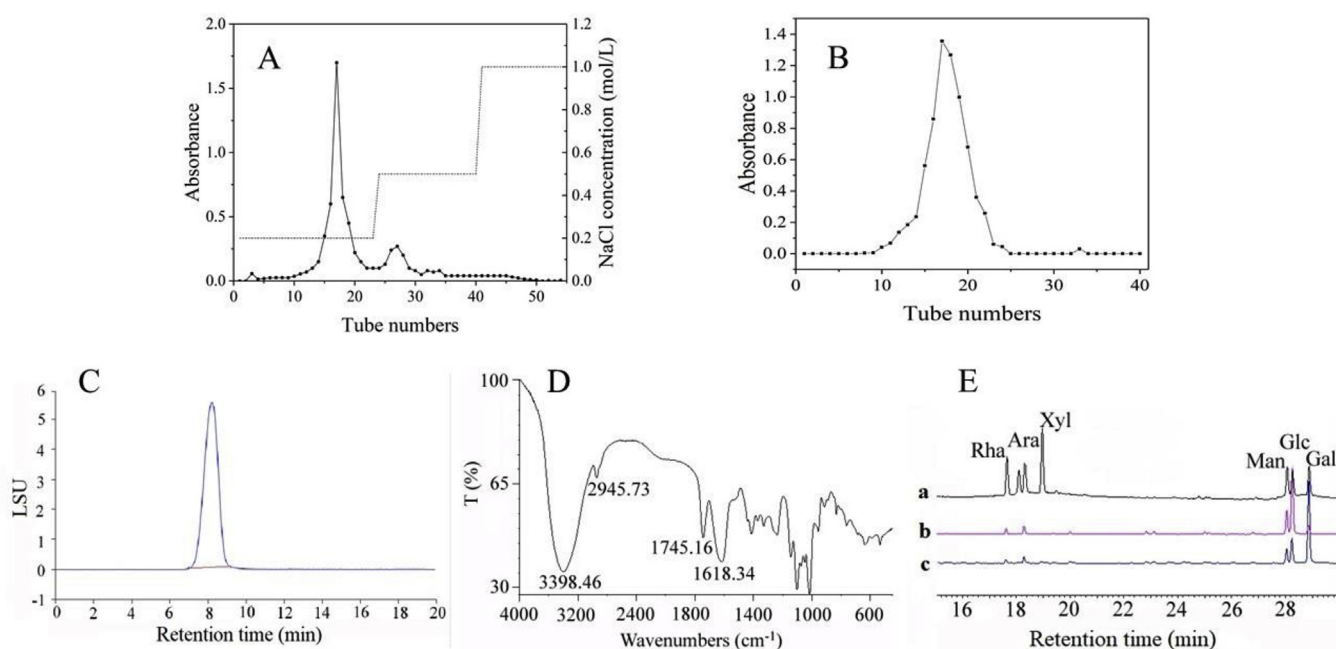 A
Absorbance
2.0
1.5
1.0
0.5
0.0
0 10 20 30 40 50
Tube numbers
1.2
1.0
0.8
0.6
0.4
0.2
0.0
NaCl concentration (mol/L)
B
Absorbance
1.4
1.2
1.0
0.8
0.6
0.4
0.2
0.0
0 10 20 30 40
Tube numbers
C
LSU
6
5
4
3
2
1
0
-1
0 2 4 6 8 10 12 14 16 18 20
Retention time (min)
D
T (%)
100
65
30
2945.73
1745.16
1618.34
3398.46
4000 3200 2400 1800 1000 600
Wavenumbers (cm⁻¹)
E
Rha Ara Xyl
Man Glc Gal
a
b
c
16 18 20 22 24 26 28
Retention time (min)